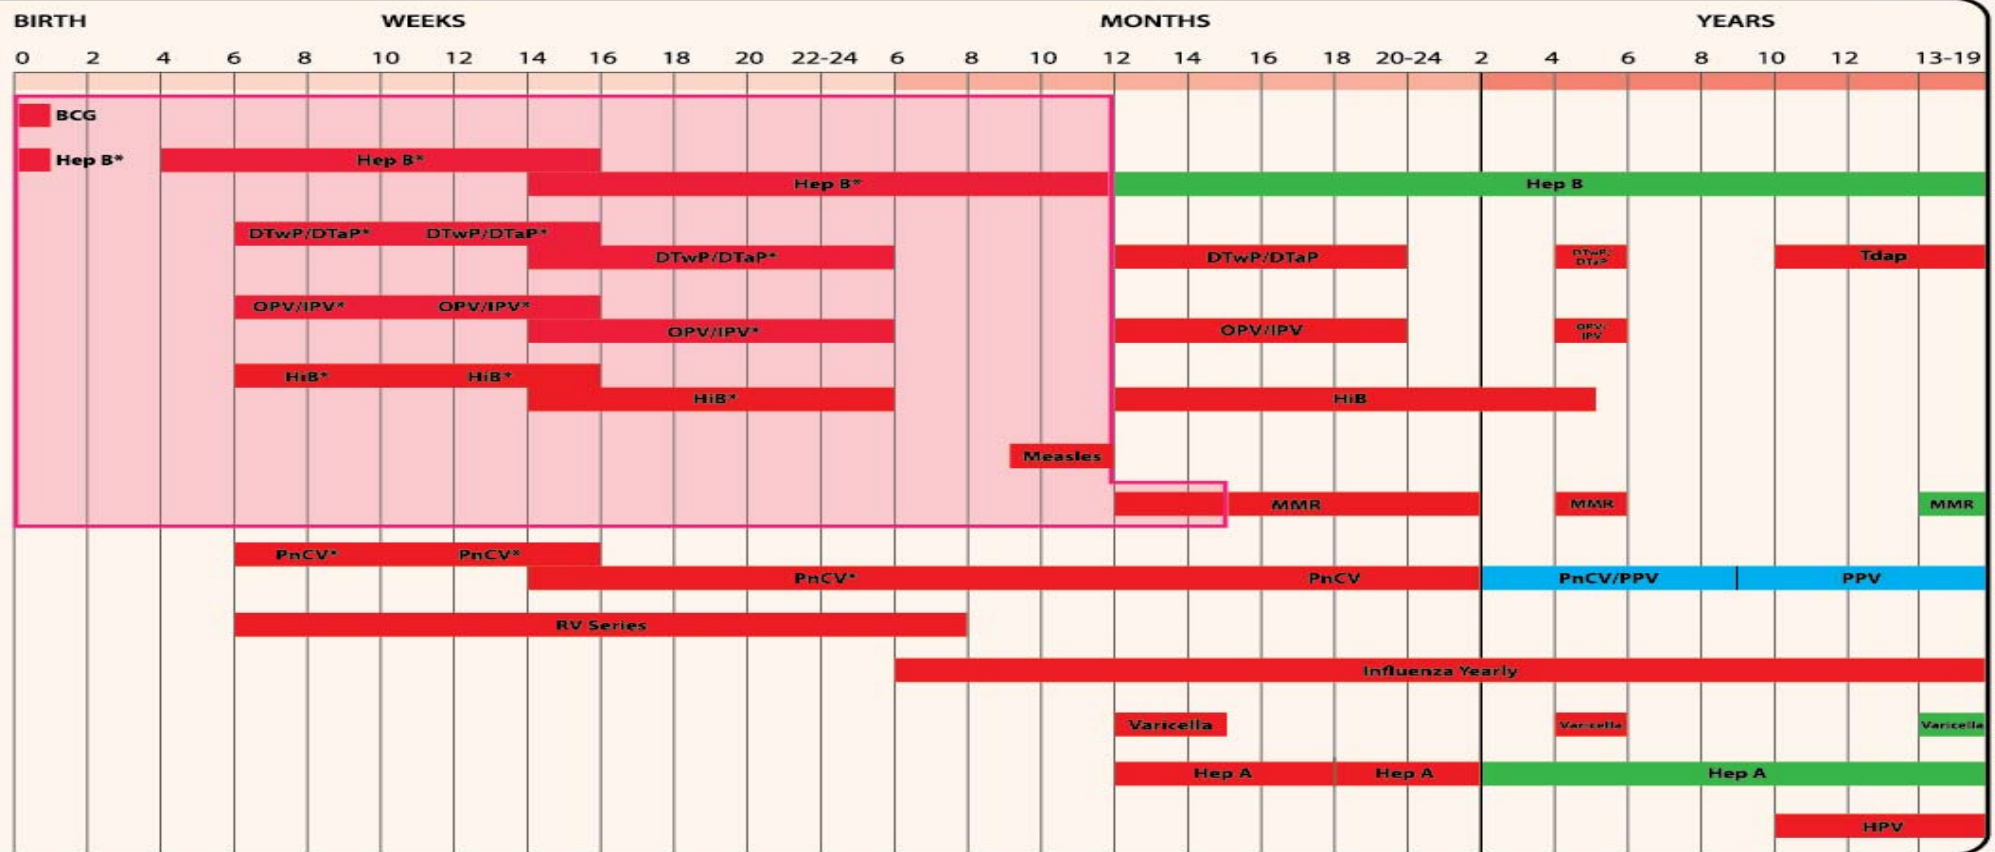 BIRTH WEEKS MONTHS YEARS
0 2 4 6 8 10 12 14 16 18 20 22-24 6 8 10 12 14 16 18 20-24 2 4 6 8 10 12 13-19
BCG
Hep B* Hep B*
Hep B* Hep B
DTwP/DTaP* DTwP/DTaP*
DTwP/DTaP* DTwP/DTaP DTwP/ Tdap
DTaP
OPV/IPV* OPV/IPV*
OPV/IPV* OPV/IPV OPV/
IPV
HiB* HiB*
HiB* HiB
Measles
MMR MMR MMR
PnCV* PnCV*
PnCV* PnCV PnCV/PPV PPV
RV Series
Influenza Yearly
Varicella Varicella Varicella
Hep A Hep A Hep A
HPV